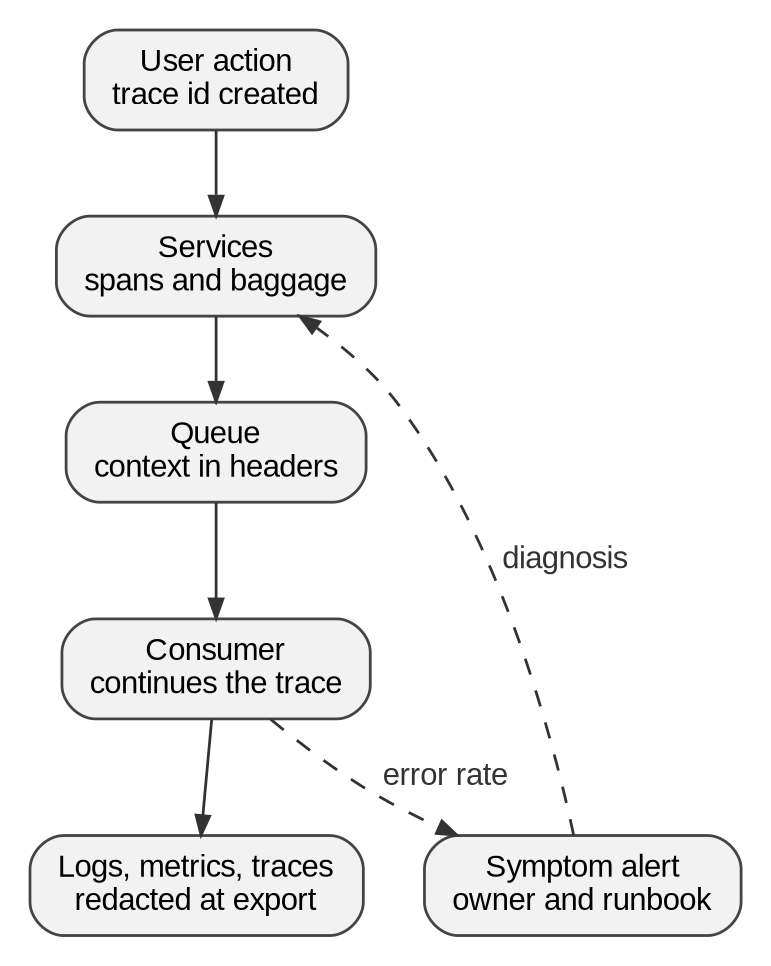 User action
trace id created
Services
spans and baggage
Queue
context in headers
diagnosis
Consumer
continues the trace
error rate
Logs, metrics, traces
redacted at export
Symptom alert
owner and runbook